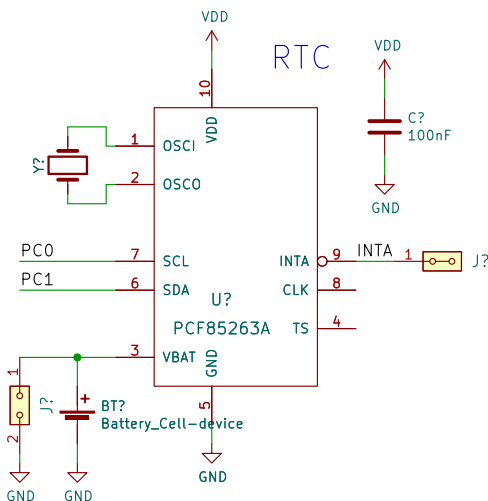 VDD
RTC
VDD
10
VDD
C?
100nF
1
OSCI
Y?
2
OSCO
GND
PC0
7
SCL
INTA
9
INTA
1
J?
PC1
6
SDA
CLK
8
U?
PCF85263A
TS
4
3
VBAT
GND
1
J?
2
BT?
Battery_Cell-device
5
GND
GND
GND